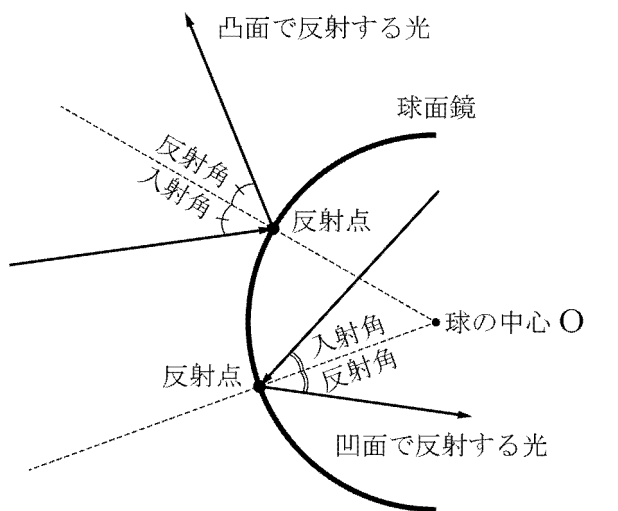 凸面で反射する光
球面鏡
反射角
入射角
反射点
球の中心 O
入射角
反射角
反射点
凹面で反射する光